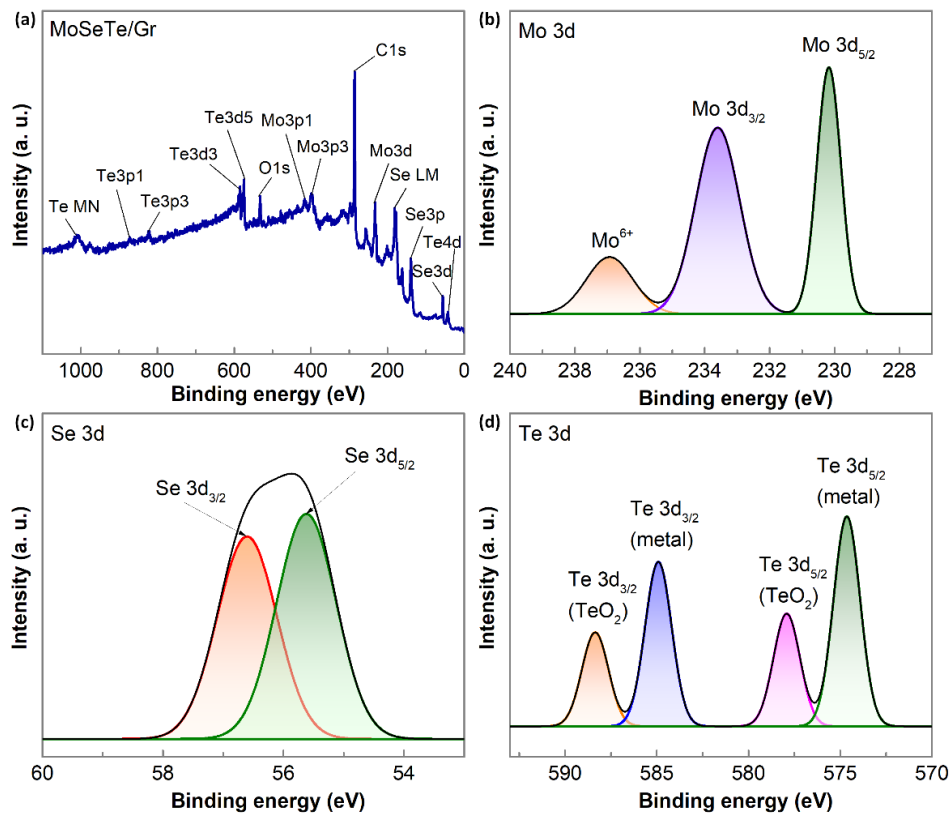 (a)
MoSeTe/Gr
C1s
Te3d5
Mo3p1
Te3d3
Mo3p3
O1s
Mo3d
Te3p1
Se LM
Te3p3
Te MN
Se3p
Te4d
Se3d
Intensity (a. u.)
1000 800 600 400 200 0
Binding energy (eV)
(b)
Mo 3d
Mo 3d5/2
Mo 3d3/2
Mo6+
Intensity (a. u.)
240 238 236 234 232 230 228
Binding energy (eV)
(c)
Se 3d
Se 3d5/2
Se 3d3/2
Intensity (a. u.)
60 58 56 54
Binding energy (eV)
(d)
Te 3d
Te 3d5/2
(metal)
Te 3d3/2
(metal)
Te 3d5/2
(TeO2)
Te 3d3/2
(TeO2)
Intensity (a. u.)
590 585 580 575 570
Binding energy (eV)